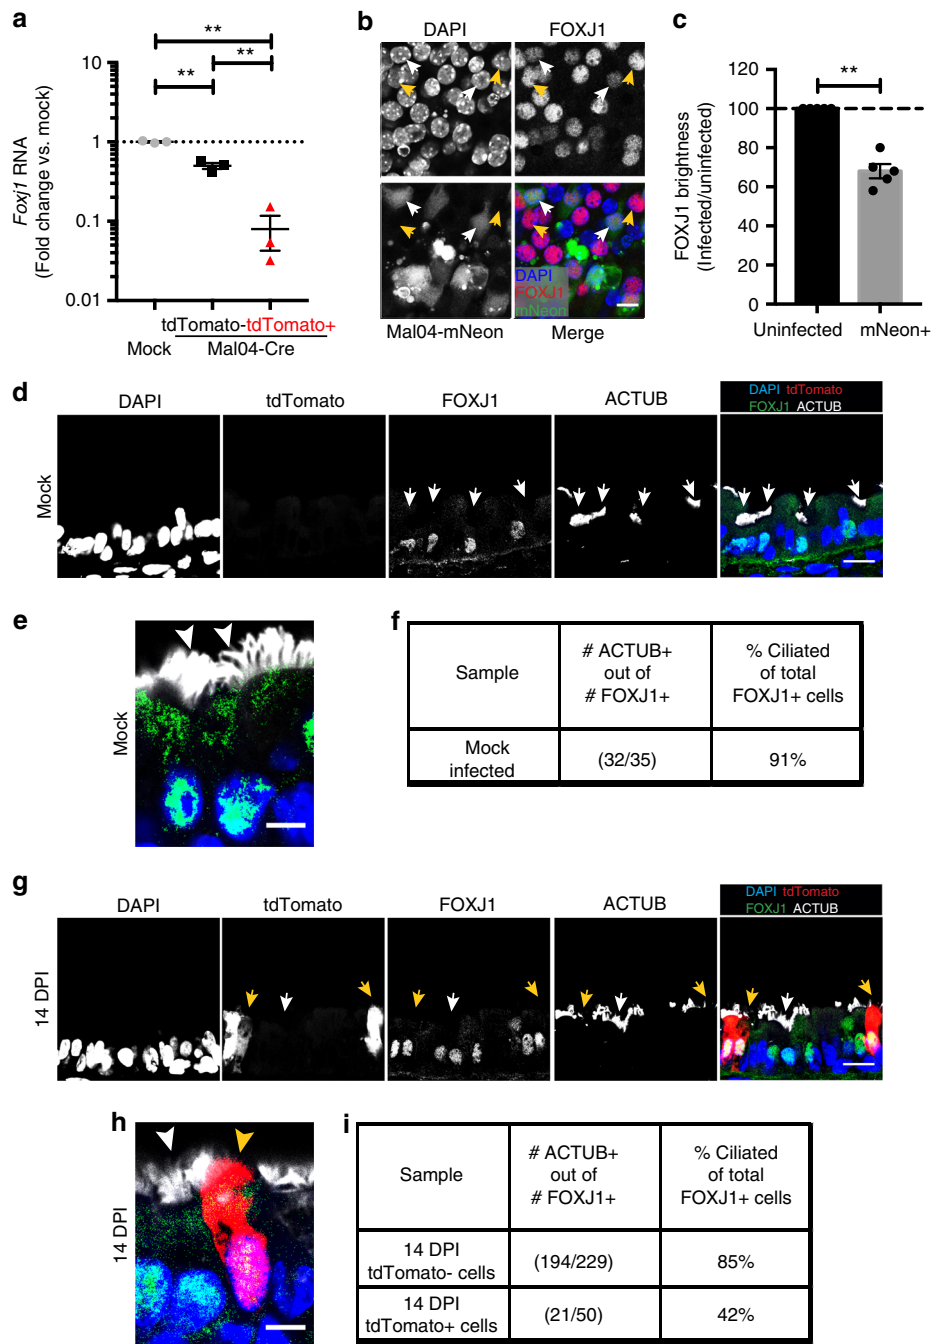 a
**
**
**
10
1
0.1
0.01
Foxj1 RNA
(Fold change vs. mock)
tdTomato- tdTomato+
Mock
Mal04-Cre
b
DAPI
FOXJ1
DAPI
FOXJ1
mNeon
Mal04-mNeon
Merge
c
**
120
100
80
60
40
20
0
FOXJ1 brightness
(Infected/uninfected)
Uninfected
mNeon+
d
DAPI
tdTomato
FOXJ1
ACTUB
DAPI tdTomato
FOXJ1 ACTUB
Mock
e
Mock
f
Sample
# ACTUB+
out of
# FOXJ1+
% Ciliated
of total
FOXJ1+ cells
Mock
infected
(32/35)
91%
g
DAPI
tdTomato
FOXJ1
ACTUB
DAPI tdTomato
FOXJ1 ACTUB
14 DPI
h
14 DPI
i
Sample
# ACTUB+
out of
# FOXJ1+
% Ciliated
of total
FOXJ1+ cells
14 DPI
tdTomato- cells
(194/229)
85%
14 DPI
tdTomato+ cells
(21/50)
42%